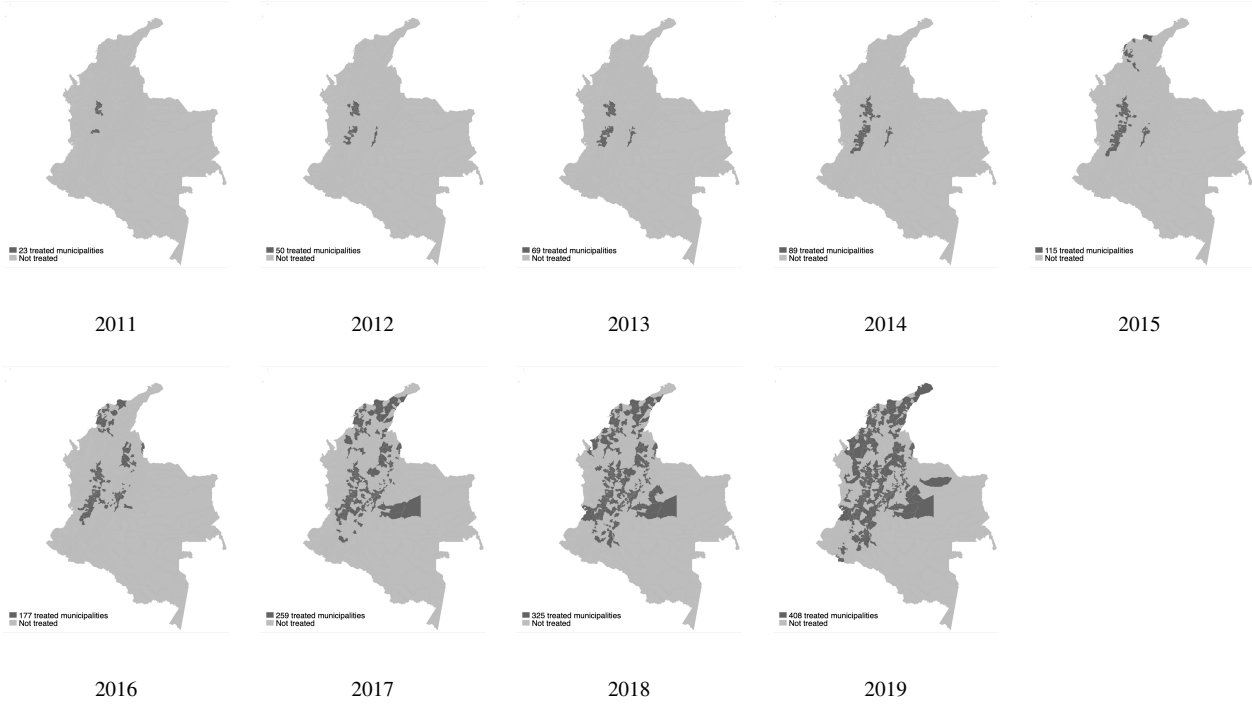 23 treated municipalities
Not treated
50 treated municipalities
Not treated
69 treated municipalities
Not treated
89 treated municipalities
Not treated
115 treated municipalities
Not treated
2011
2012
2013
2014
2015
177 treated municipalities
Not treated
259 treated municipalities
Not treated
325 treated municipalities
Not treated
408 treated municipalities
Not treated
2016
2017
2018
2019